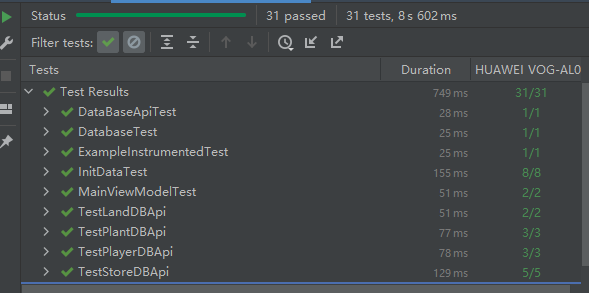 Status 31 passed 31 tests, 8 s 602 ms
Filter tests:
Tests Duration HUAWEI VOG-AL0
Test Results 749 ms 31/31
DataBaseApiTest 28 ms 1/1
DatabaseTest 25 ms 1/1
ExampleInstrumentedTest 25 ms 1/1
InitDataTest 155 ms 8/8
MainViewModelTest 51 ms 2/2
TestLandDBApi 51 ms 2/2
TestPlantDBApi 77 ms 3/3
TestPlayerDBApi 78 ms 3/3
TestStoreDBApi 129 ms 5/5